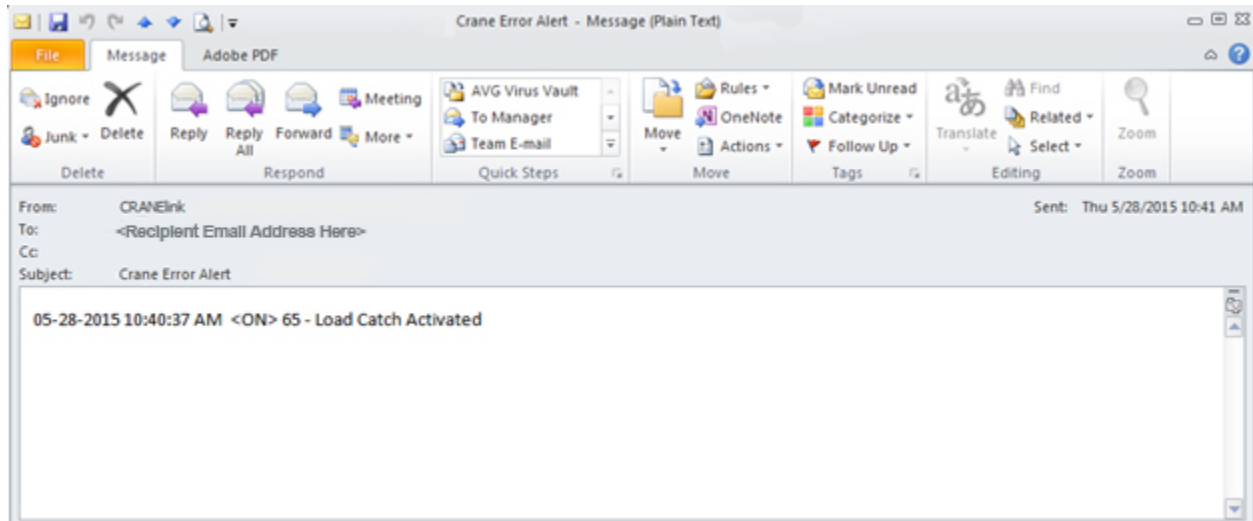 Crane Error Alert - Message (Plain Text)
File Message Adobe PDF
Ignore
Junk
Delete
Reply
Reply All
Forward
Meeting
More
AVG Virus Vault
To Manager
Team E-mail
Move
Rules
OneNote
Actions
Mark Unread
Categorize
Follow Up
Translate
Find
Related
Select
Zoom
Delete Respond Quick Steps Move Tags Editing Zoom
From: CRANElink
Sent: Thu 5/28/2015 10:41 AM
To: <Recipient Email Address Here>
Cc:
Subject: Crane Error Alert
05-28-2015 10:40:37 AM <ON> 65 - Load Catch Activated